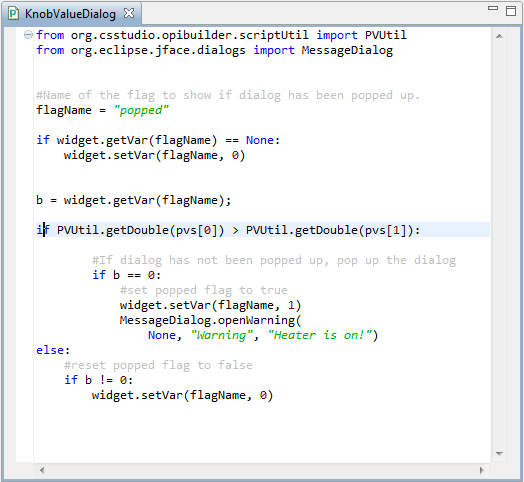 KnobValueDialog
from org.csstudio.opibuilder.scriptUtil import PVUtil
from org.eclipse.jface.dialogs import MessageDialog
#Name of the flag to show if dialog has been popped up.
flagName = "popped"
if widget.getVar(flagName) == None:
    widget.setVar(flagName, 0)
b = widget.getVar(flagName);
if PVUtil.getDouble(pvs[0]) > PVUtil.getDouble(pvs[1]):
        #If dialog has not been popped up, pop up the dialog
        if b == 0:
            #set popped flag to true
            widget.setVar(flagName, 1)
            MessageDialog.openWarning(
                None, "Warning", "Heater is on!")
else:
    #reset popped flag to false
    if b != 0:
        widget.setVar(flagName, 0)